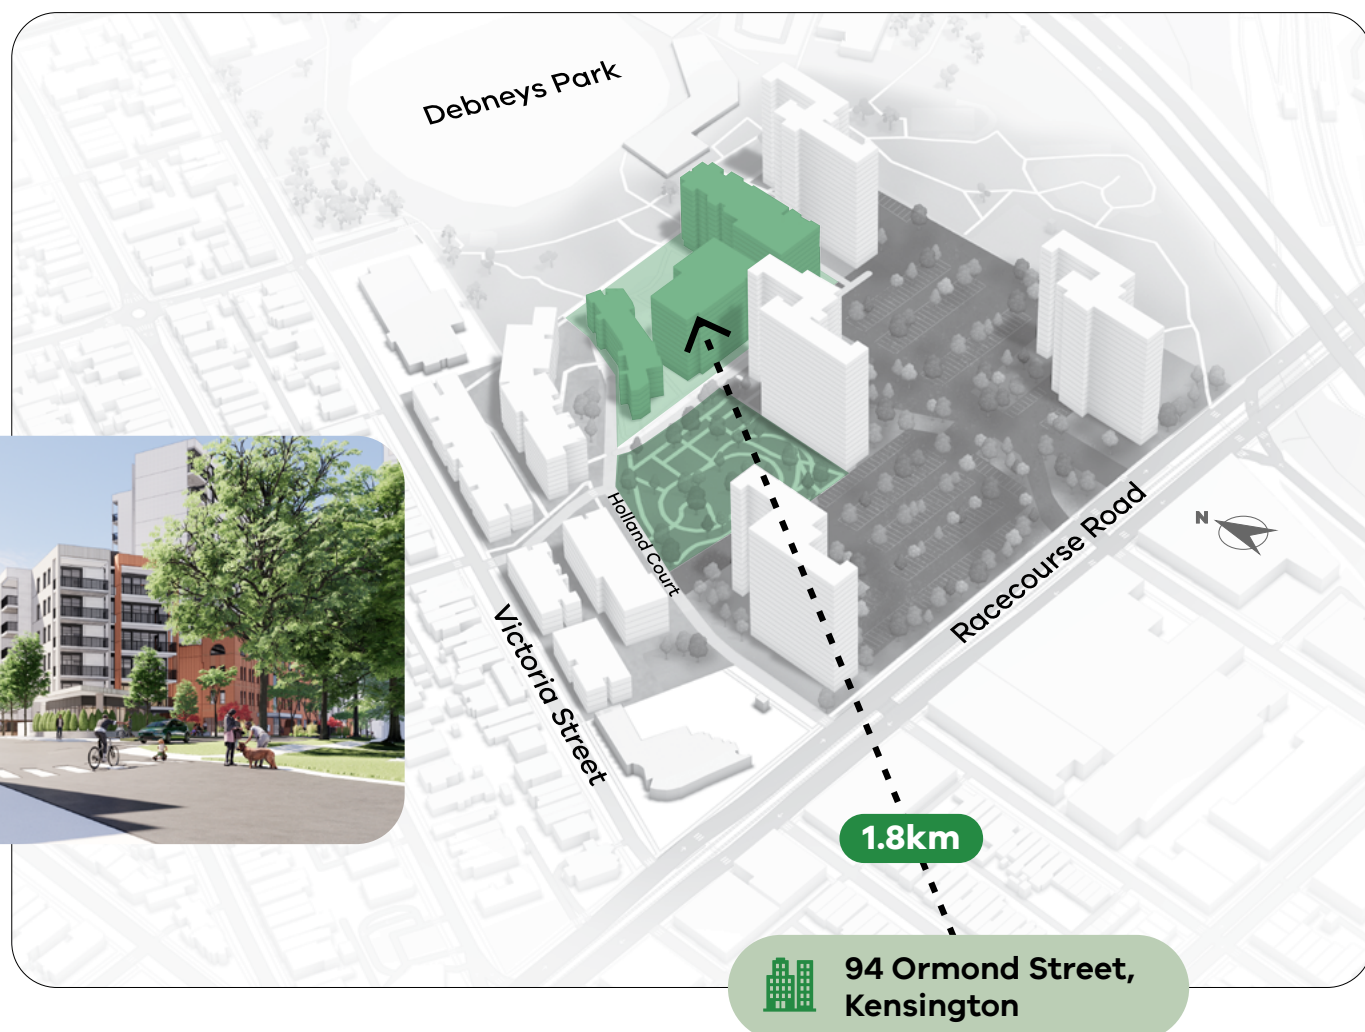 Debneys Park
Holland Court
Victoria Street
Racecourse Road
N
1.8km
94 Ormond Street,
Kensington